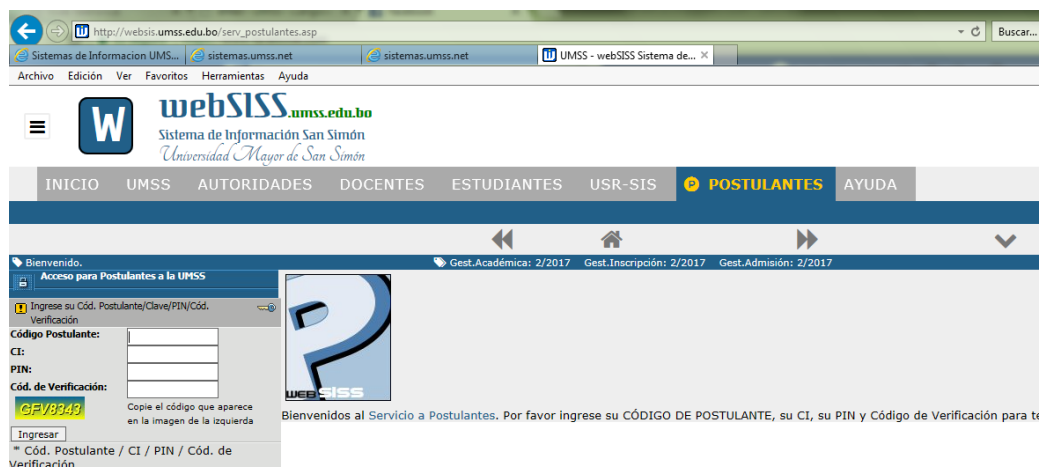 http://websis.umss.edu.bo/serv_postulantes.asp
Buscar...
Sistemas de Informacion UMS...
sistemas.umss.net
sistemas.umss.net
UMSS - webSISS Sistema de...
Archivo Edición Ver Favoritos Herramientas Ayuda
W
webSISS.umss.edu.bo
Sistema de Información San Simón
Universidad Mayor de San Simón
INICIO UMSS AUTORIDADES DOCENTES ESTUDIANTES USR-SIS P POSTULANTES AYUDA
Bienvenido.
Gest.Académica: 2/2017 Gest.Inscripción: 2/2017 Gest.Admisión: 2/2017
Acceso para Postulantes a la UMSS
Ingrese su Cód. Postulante/Clave/PIN/Cód.
Verificación
Código Postulante:
CI:
PIN:
Cód. de Verificación:
GFV8343
Copie el código que aparece
en la imagen de la izquierda
Ingresar
* Cód. Postulante / CI / PIN / Cód. de
Verificación
P
WEBSISS
Bienvenidos al Servicio a Postulantes. Por favor ingrese su CÓDIGO DE POSTULANTE, su CI, su PIN y Código de Verificación para te